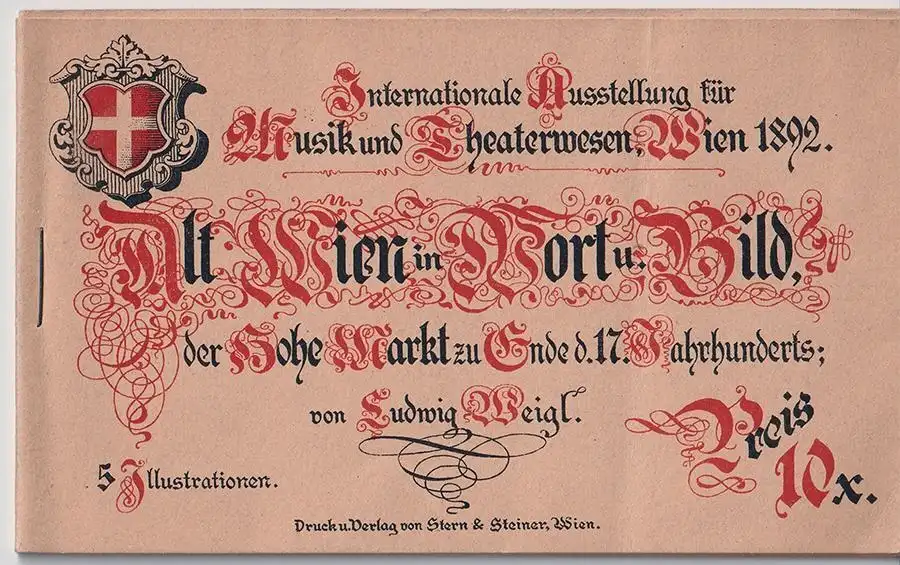 Internationale Ausstellung für
Musik und Theaterwesen, Wien 1892.
Alt Wien in Wort u. Bild,
der Hohe Markt zu Ende d. 17. Jahrhunderts;
von Ludwig Weigl.
Preis
10x.
5 Illustrationen.
Druck u. Verlag von Stern & Steiner, Wien.